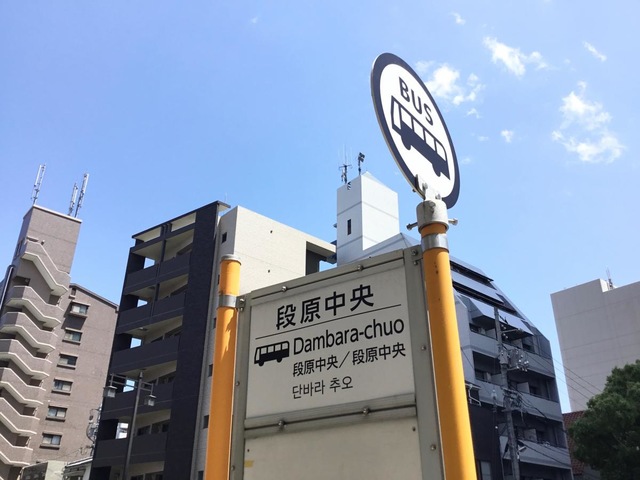 BUS
段原中央
Dambara-chuo
段原中央／段原中央
단바라 추오